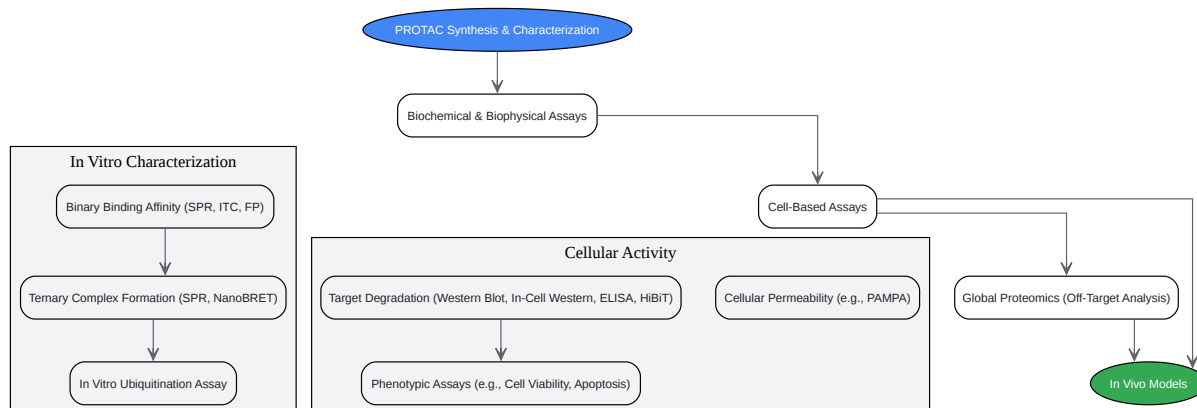 PROTAC Synthesis & Characterization
Biochemical & Biophysical Assays
In Vitro Characterization
Binary Binding Affinity (SPR, ITC, FP)
Cell-Based Assays
Cellular Activity
Ternary Complex Formation (SPR, NanoBRET)
Target Degradation (Western Blot, In-Cell Western, ELISA, HiBiT)
Cellular Permeability (e.g., PAMPA)
Global Proteomics (Off-Target Analysis)
In Vitro Ubiquitination Assay
Phenotypic Assays (e.g., Cell Viability, Apoptosis)
In Vivo Models